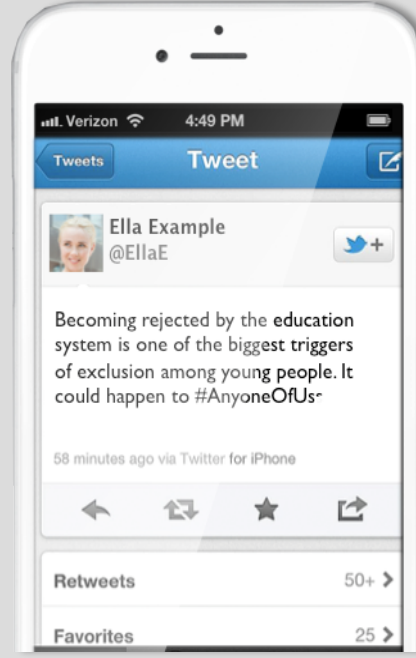 Verizon 4:49 PM
Tweets Tweet
Ella Example
@EllaE
+
Becoming rejected by the education
system is one of the biggest triggers
of exclusion among young people. It
could happen to
58 minutes ago via Twitter for iPhone
Retweets 50+
Favorites 25